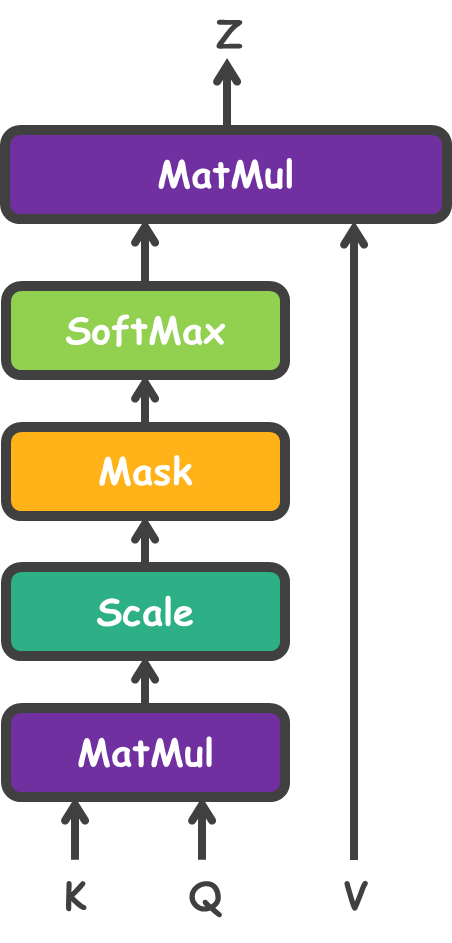 Z
MatMul
SoftMax
Mask
Scale
MatMul
K Q V